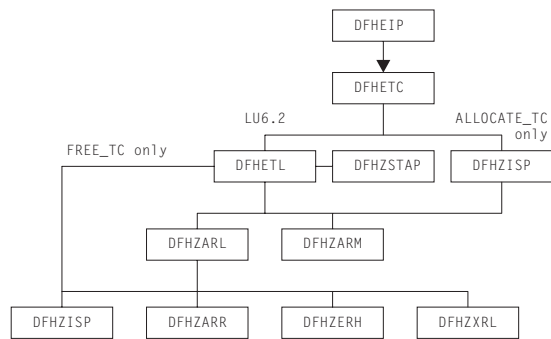 DFHEIP
DFHETC
LU6.2
ALLOCATE_TC
only
FREE_TC only
DFHETL
DFHZSTAP
DFHZISP
DFHZARL
DFHZARM
DFHZISP
DFHZARR
DFHZERH
DFHZXRL